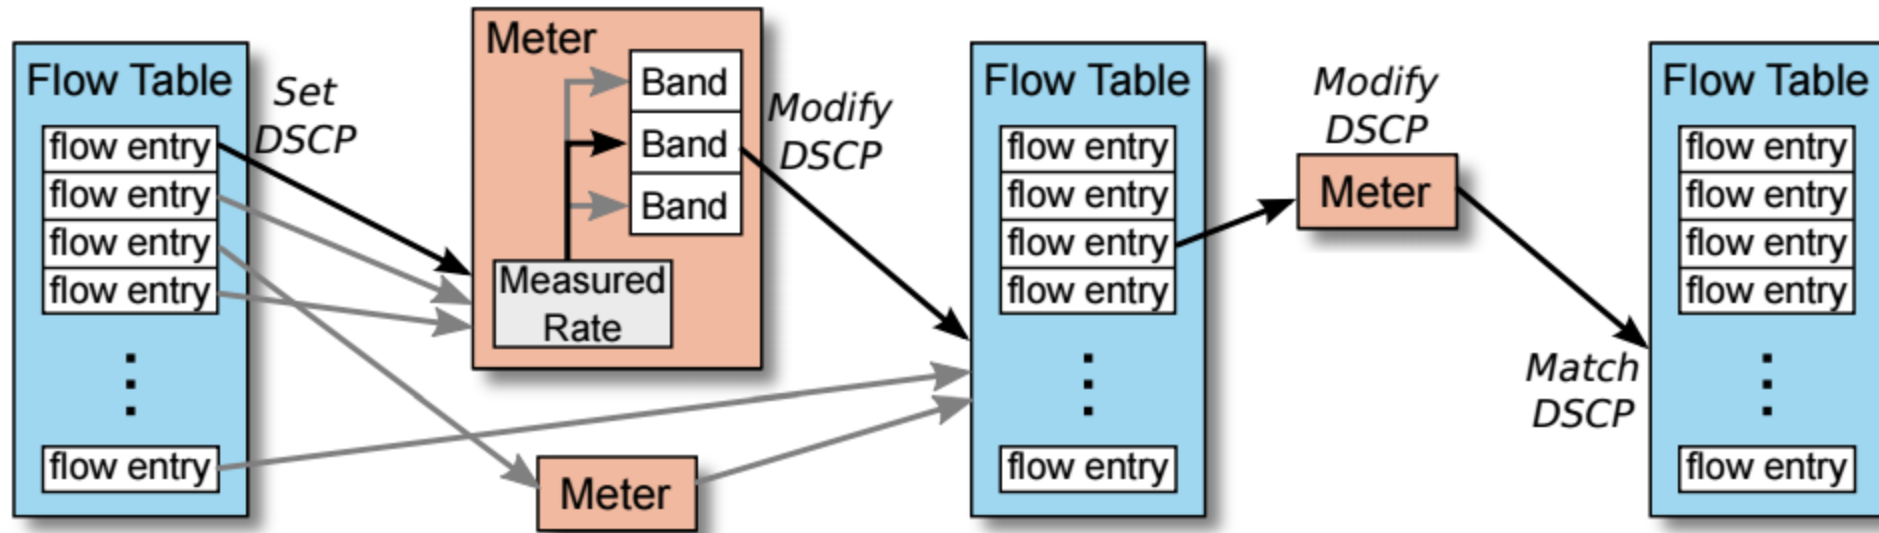 Flow Table
flow entry
flow entry
flow entry
flow entry
flow entry
Set
DSCP
Meter
Band
Band
Band
Measured
Rate
Modify
DSCP
Meter
Flow Table
flow entry
flow entry
flow entry
flow entry
flow entry
Modify
DSCP
Meter
Match
DSCP
Flow Table
flow entry
flow entry
flow entry
flow entry
flow entry